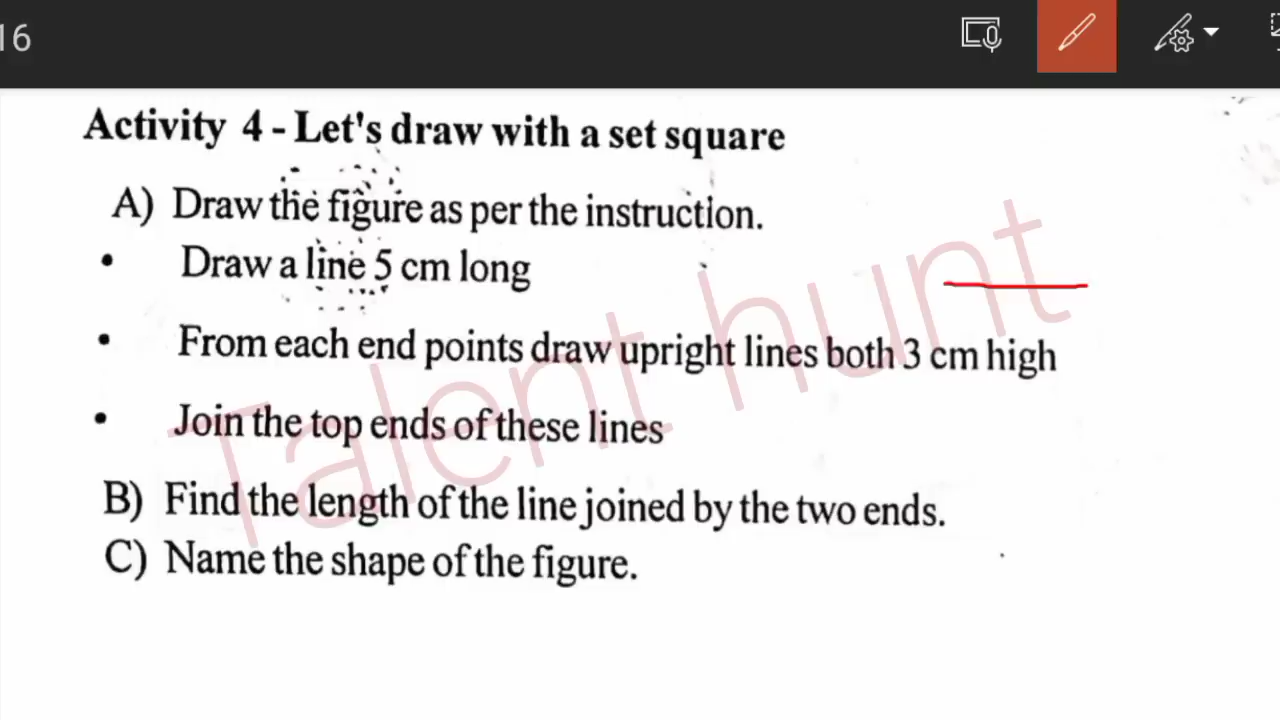 16
Activity 4 - Let's draw with a set square
A) Draw the figure as per the instruction.
• Draw a line 5 cm long
• From each end points draw upright lines both 3 cm high
• Join the top ends of these lines
B) Find the length of the line joined by the two ends.
C) Name the shape of the figure.
Talent hunt